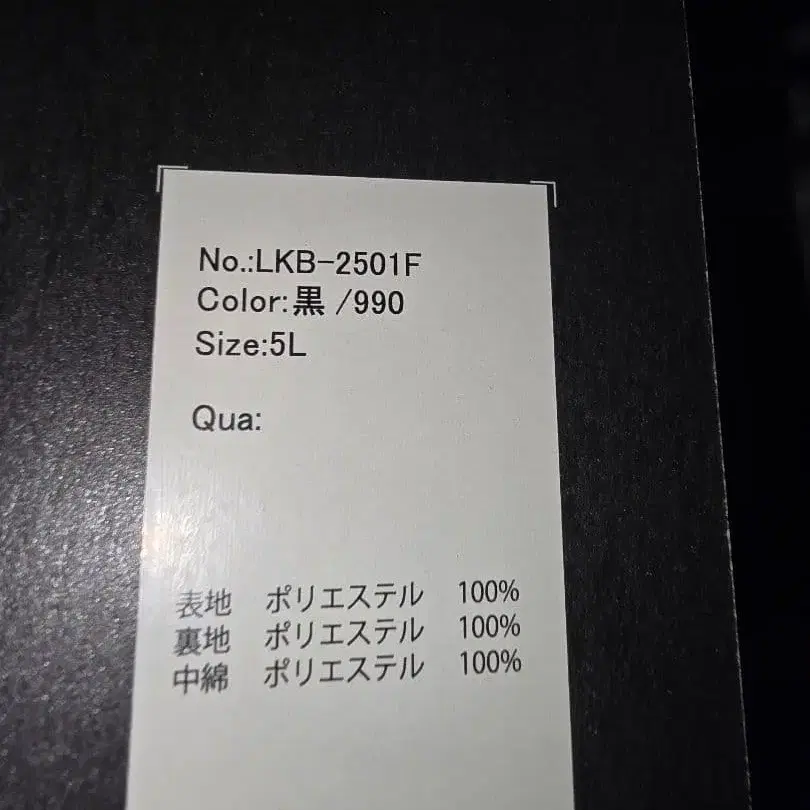 No.:LKB-2501F
Color:黒 /990
Size:5L
Qua:
表地 ポリエステル 100%
裏地 ポリエステル 100%
中綿 ポリエステル 100%